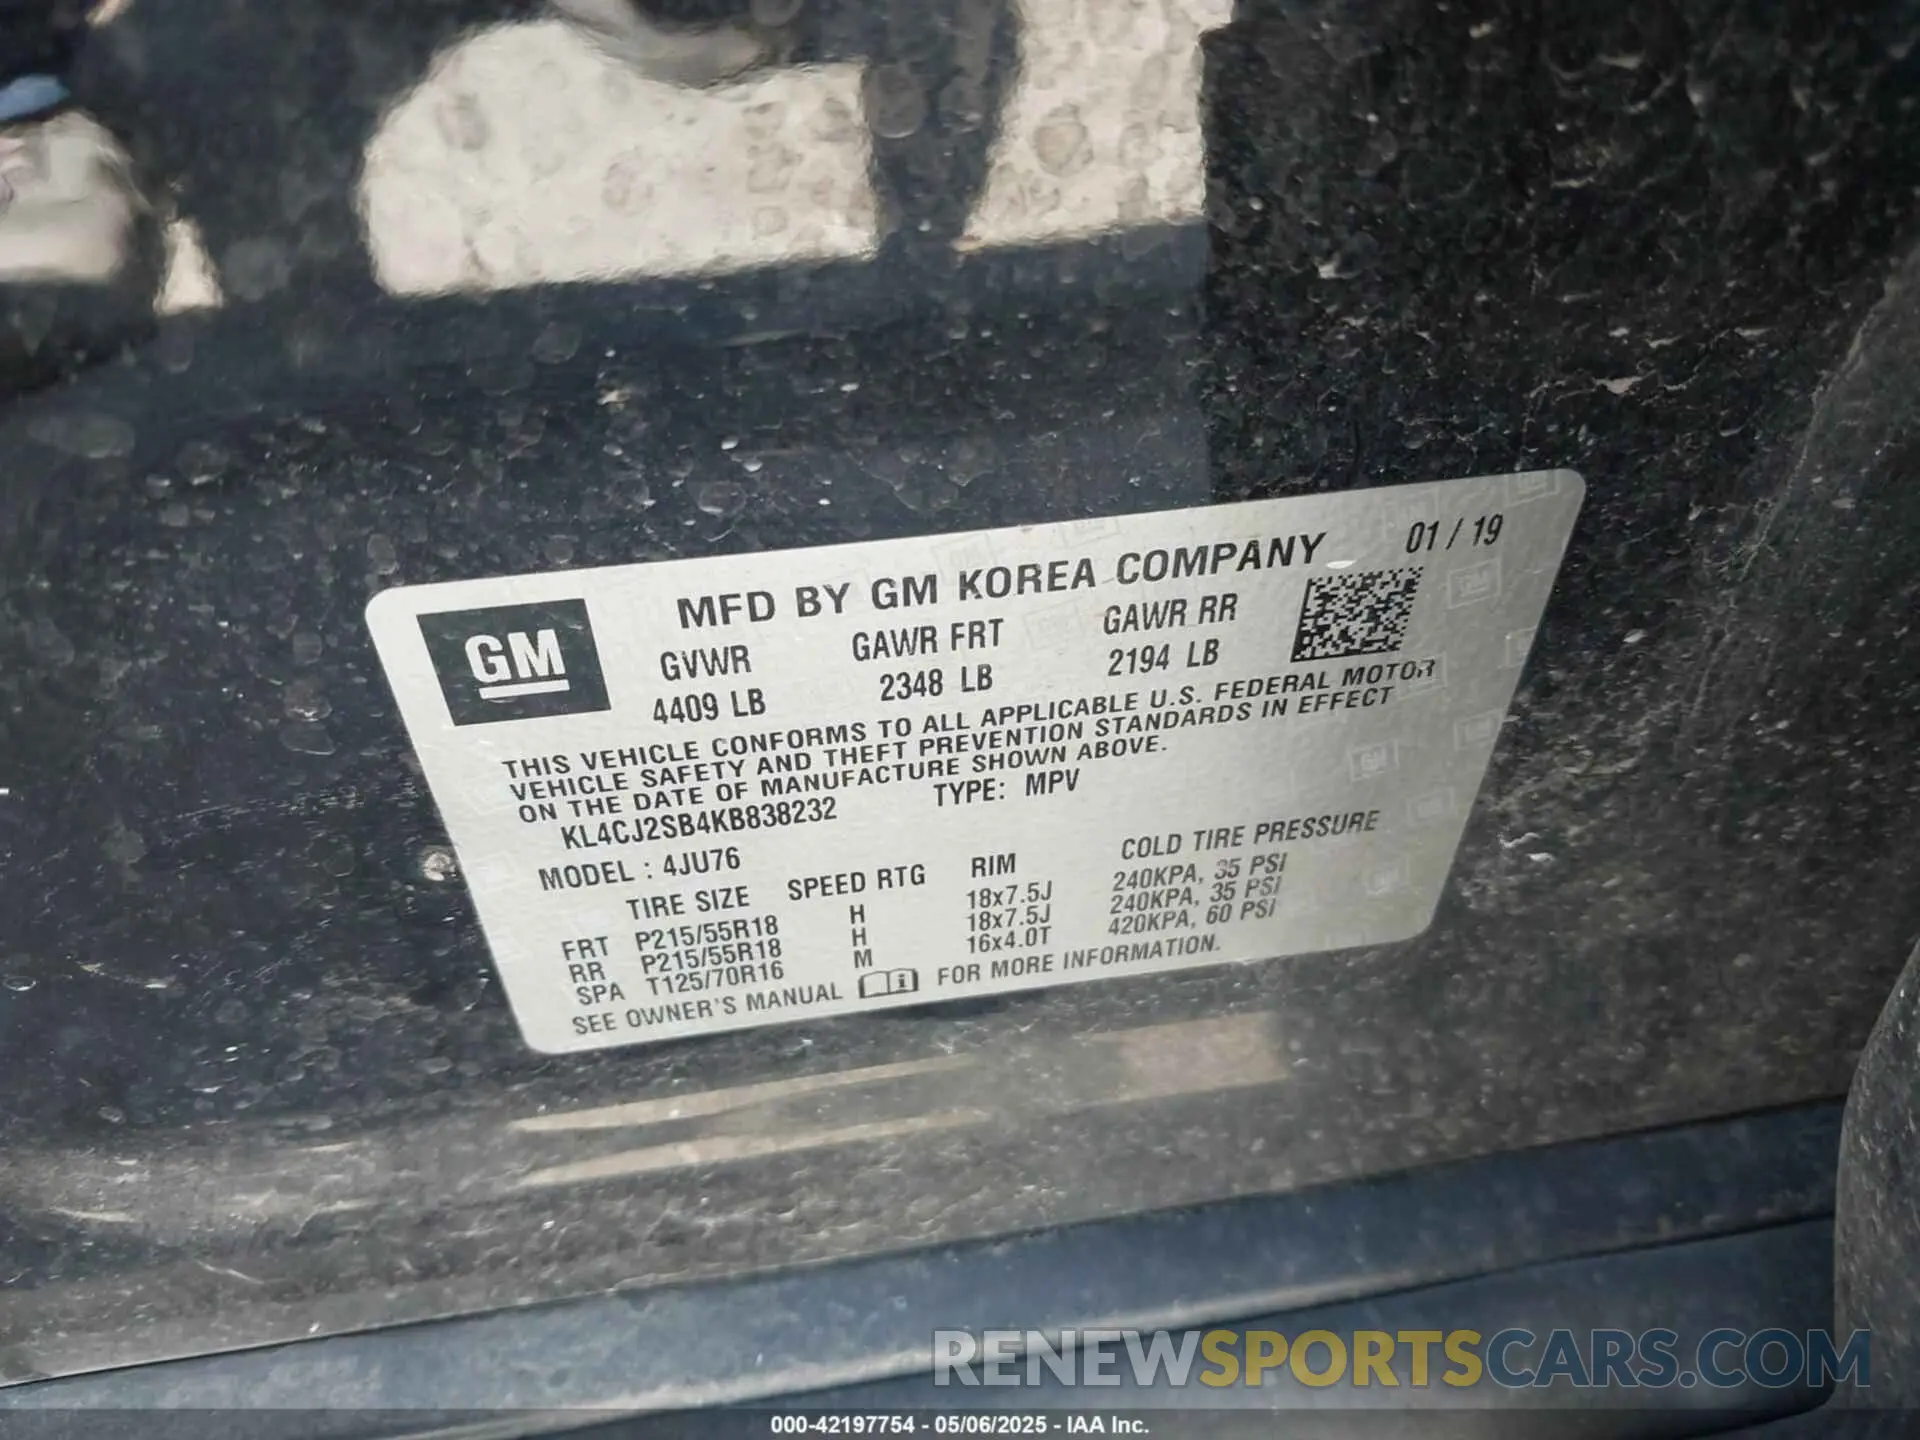 MFD BY GM KOREA COMPANY 01 / 19
GM
GVWR GAWR FRT GAWR RR
4409 LB 2348 LB 2194 LB
THIS VEHICLE CONFORMS TO ALL APPLICABLE U.S. FEDERAL MOTOR
VEHICLE SAFETY AND THEFT PREVENTION STANDARDS IN EFFECT
ON THE DATE OF MANUFACTURE SHOWN ABOVE.
KL4CJ2SB4KB838232 TYPE: MPV
MODEL : 4JU76
TIRE SIZE SPEED RTG RIM COLD TIRE PRESSURE
FRT P215/55R18 H 18x7.5J 240KPA, 35 PSI
RR P215/55R18 H 18x7.5J 240KPA, 35 PSI
SPA T125/70R16 M 16x4.0T 420KPA, 60 PSI
SEE OWNER'S MANUAL FOR MORE INFORMATION.
RENEWSPORTSCARS.COM
000-42197754 - 05/06/2025 - IAA Inc.